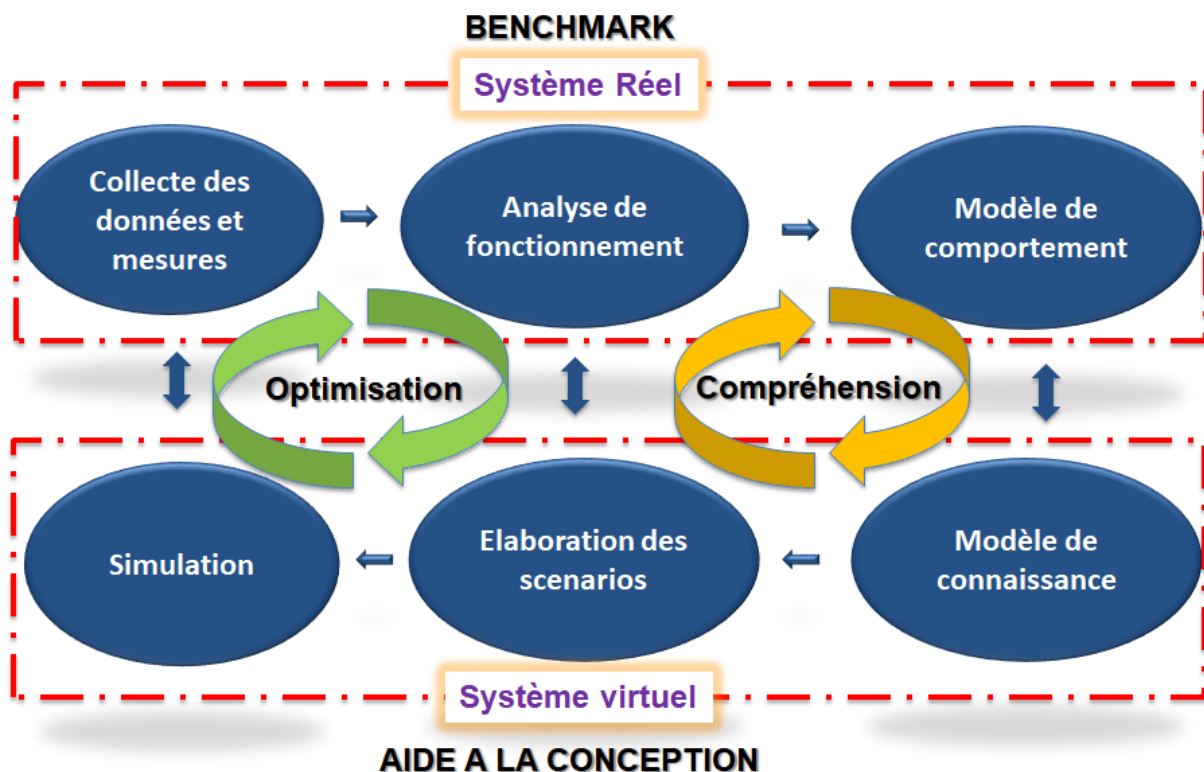 BENCHMARK
Système Réel
Collecte des
données et
mesures
Analyse de
fonctionnement
Modèle de
comportement
Optimisation
Compréhension
Simulation
Elaboration des
scenarios
Modèle de
connaissance
Système virtuel
AIDE A LA CONCEPTION